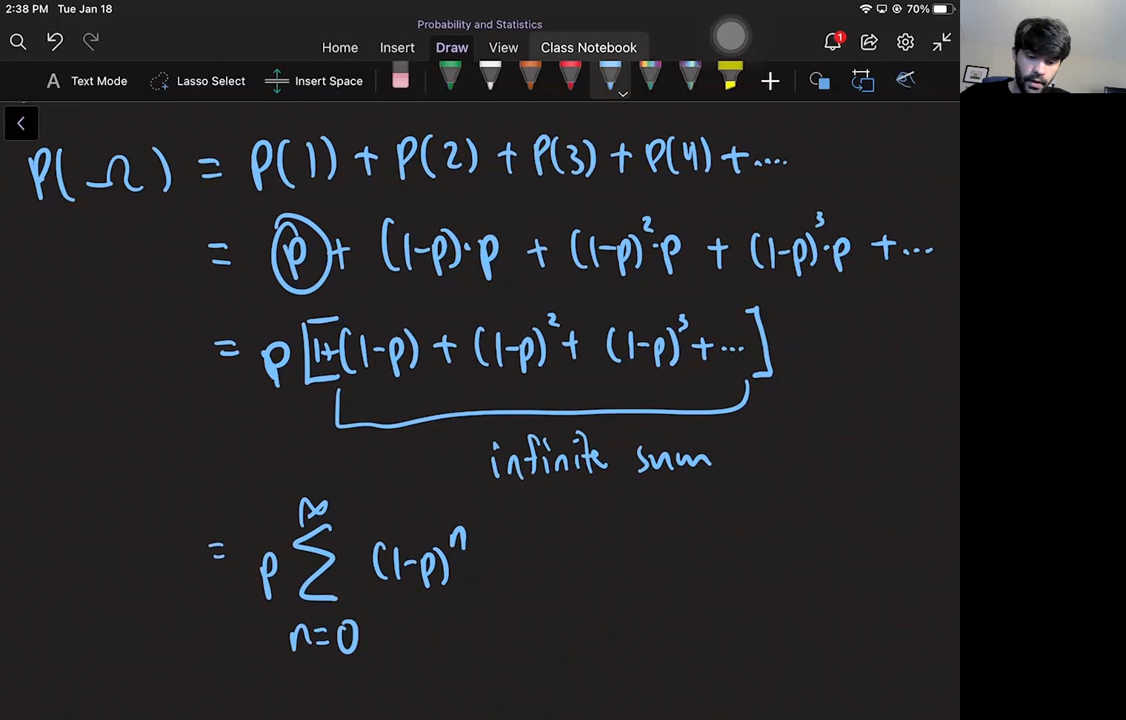 2:38 PM Tue Jan 18 70%
Probability and Statistics
Home Insert Draw View Class Notebook 1
A Text Mode Lasso Select Insert Space
P(Ω) = P(1) + P(2) + P(3) + P(4) + ....
= p + (1-p)·p + (1-p)²·p + (1-p)³·p + ...
= p[1+(1-p) + (1-p)² + (1-p)³ + ...]
infinite sum
∞
= p Σ (1-p)ⁿ
n=0